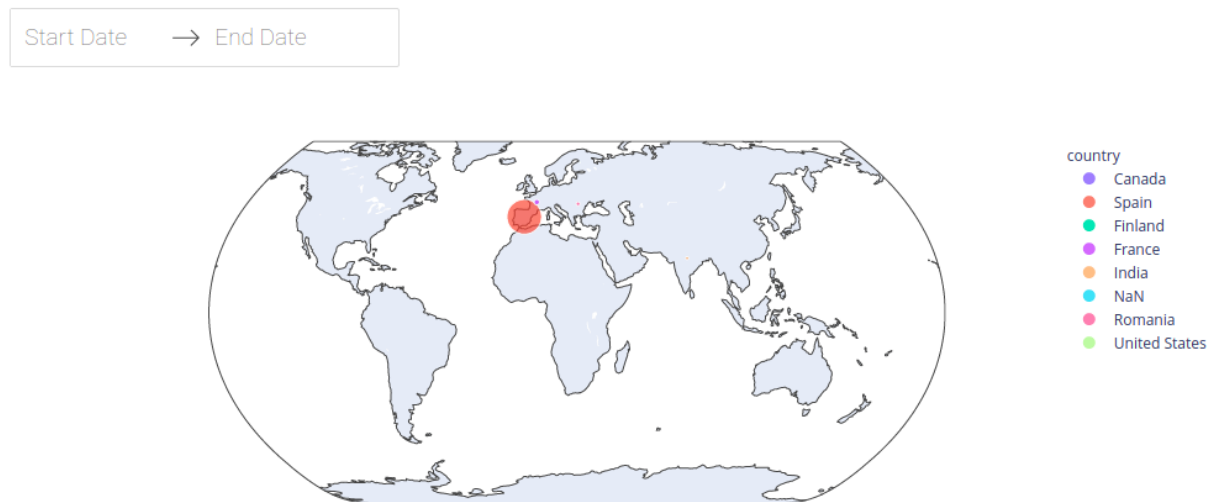 Start Date → End Date
country
Canada
Spain
Finland
France
India
NaN
Romania
United States